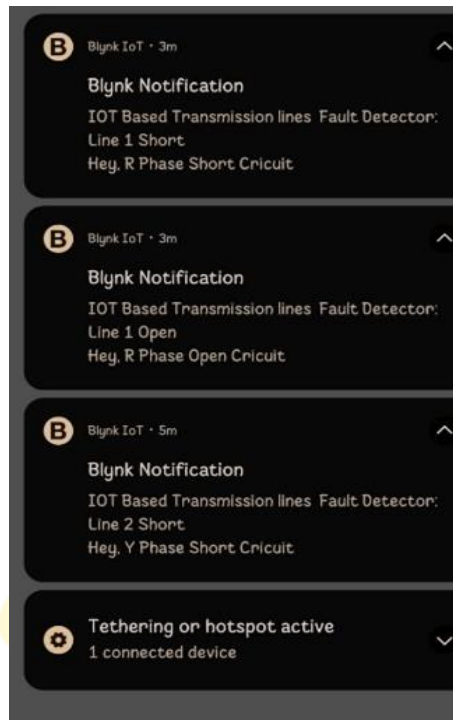 B Blynk IoT • 3m
Blynk Notification
IOT Based Transmission lines Fault Detector:
Line 1 Short
Hey, R Phase Short Cricuit
B Blynk IoT • 3m
Blynk Notification
IOT Based Transmission lines Fault Detector:
Line 1 Open
Hey, R Phase Open Cricuit
B Blynk IoT • 5m
Blynk Notification
IOT Based Transmission lines Fault Detector:
Line 2 Short
Hey, Y Phase Short Cricuit
Tethering or hotspot active
1 connected device